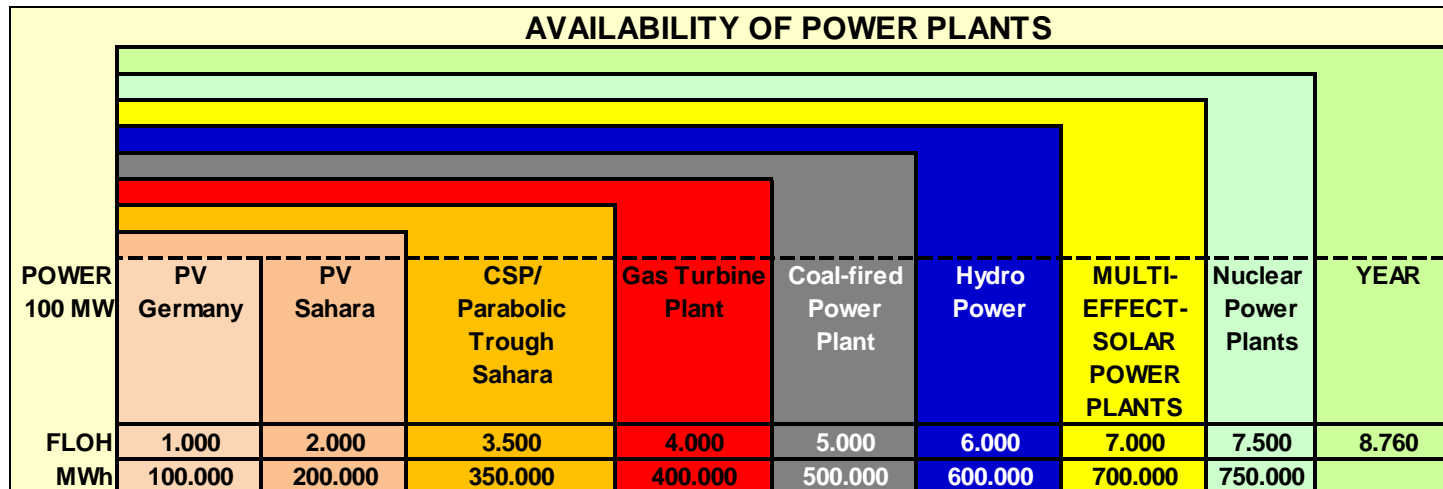 AVAILABILITY OF POWER PLANTS
POWER PV PV CSP/ Gas Turbine Coal-fired Hydro MULTI- Nuclear YEAR
100 MW Germany Sahara Parabolic Plant Power Power EFFECT- Power
Trough Plant SOLAR Plants
Sahara POWER
PLANTS
FLOH 1.000 2.000 3.500 4.000 5.000 6.000 7.000 7.500 8.760
MWh 100.000 200.000 350.000 400.000 500.000 600.000 700.000 750.000